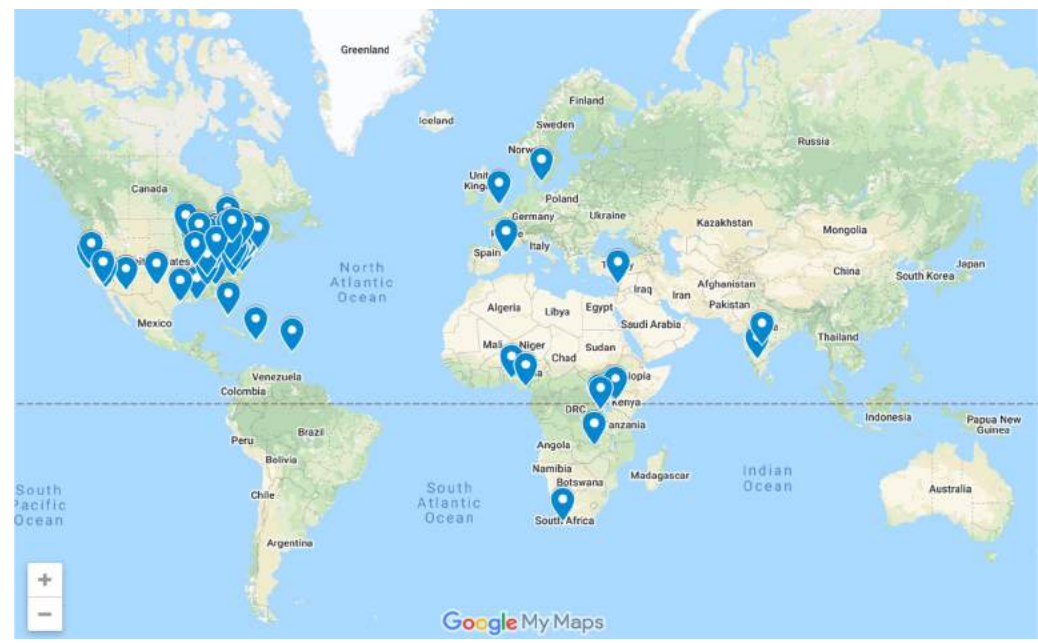 Greenland
Iceland
Finland
Sweden
Norw
Russia
Canada
Unit
King
Poland
Germany
Ukraine
Kazakhstan
Mongolia
Spain
Italy
North
Atlantic
Ocean
Iraq
Iran
Afghanistan
Pakistan
China
South Korea
Japan
Algeria
Libya
Egypt
Saudi Arabia
Mexico
Mali
Niger
Chad
Sudan
Thailand
Venezuela
Colombia
DRC
Kenya
Indonesia
Papua New
Guinea
Peru
Brazil
Angola
Bolivia
Namibia
Botswana
Madagascar
Indian
Ocean
South
Pacific
Ocean
Chile
South
Atlantic
Ocean
South Africa
Australia
Argentina
+
−
Google My Maps